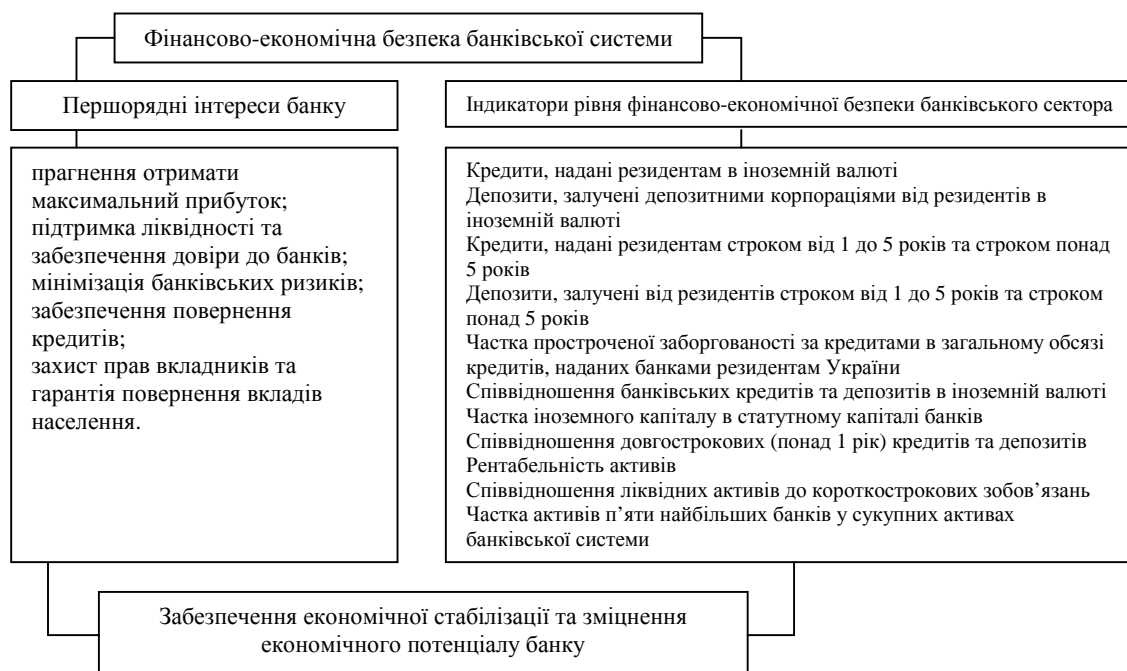 Фінансово-економічна безпека банківської системи
Першорядні інтереси банку
Індикатори рівня фінансово-економічної безпеки банківського сектора
прагнення отримати
максимальний прибуток;
підтримка ліквідності та
забезпечення довіри до банків;
мінімізація банківських ризиків;
забезпечення повернення
кредитів;
захист прав вкладників та
гарантія повернення вкладів
населення.
Кредити, надані резидентам в іноземній валюті
Депозити, залучені депозитними корпораціями від резидентів в
іноземній валюті
Кредити, надані резидентам строком від 1 до 5 років та строком понад
5 років
Депозити, залучені від резидентів строком від 1 до 5 років та строком
понад 5 років
Частка простроченої заборгованості за кредитами в загальному обсязі
кредитів, наданих банками резидентам України
Співвідношення банківських кредитів та депозитів в іноземній валюті
Частка іноземного капіталу в статутному капіталі банків
Співвідношення довгострокових (понад 1 рік) кредитів та депозитів
Рентабельність активів
Співвідношення ліквідних активів до короткострокових зобов’язань
Частка активів п’яти найбільших банків у сукупних активах
банківської системи
Забезпечення економічної стабілізації та зміцнення
економічного потенціалу банку